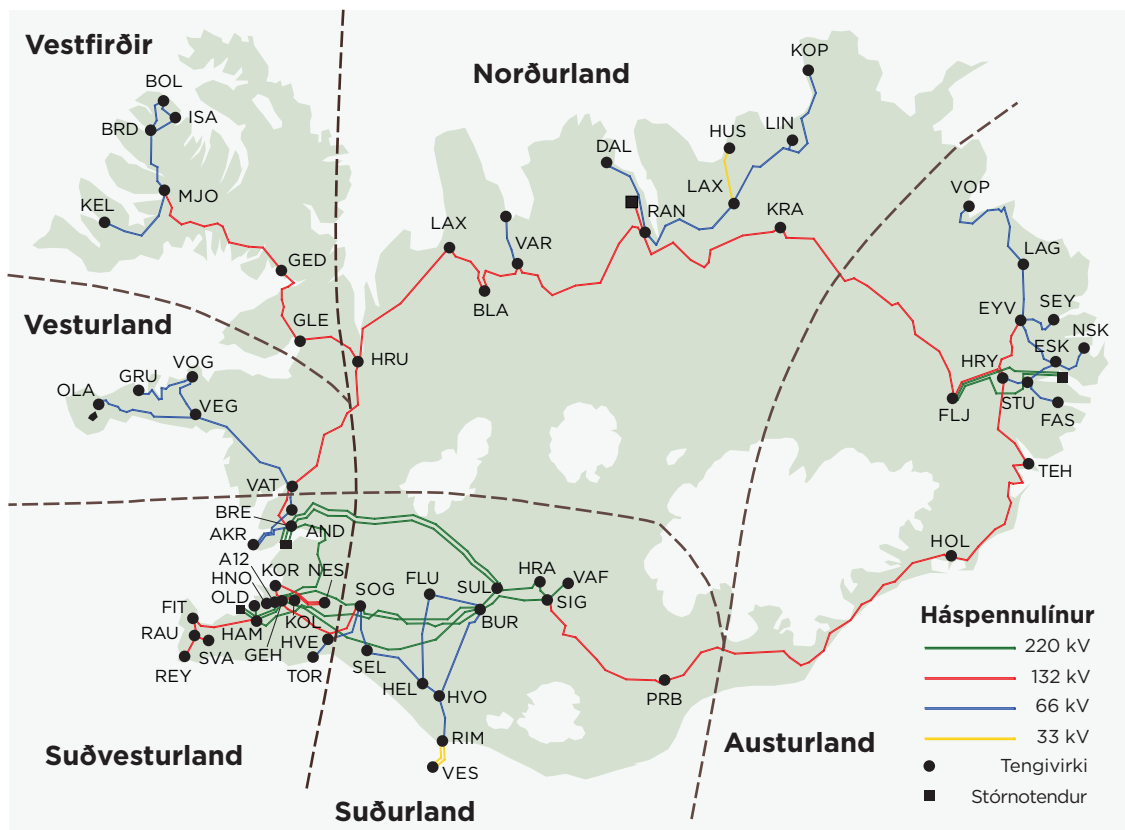 Vestfirðir
Norðurland
KOP
BOL
ISA
BRD
HUS
LIN
DAL
MJO
KEL
LAX
VOP
RAN
KRA
LAX
VAR
GED
LAG
BLA
SEY
EYV
NSK
Vesturland
GLE
ESK
HRU
HRY
VOG
GRU
OLA
VEG
STU
FLJ
FAS
TEH
VAT
BRE
AND
AKR
HOL
A12
KOR
NES
HNO
OLD
SOG
FLU
SUL
HRA
VAF
FIT
SIG
KOL
BUR
RAU
HAM
HVE
SVA
GEH
SEL
REY
TOR
HEL
HVO
PRB
RIM
VES
Háspennulínur
220 kV
132 kV
66 kV
33 kV
Tengivirki
Stórnotendur
Austurland
Suðvesturland
Suðurland